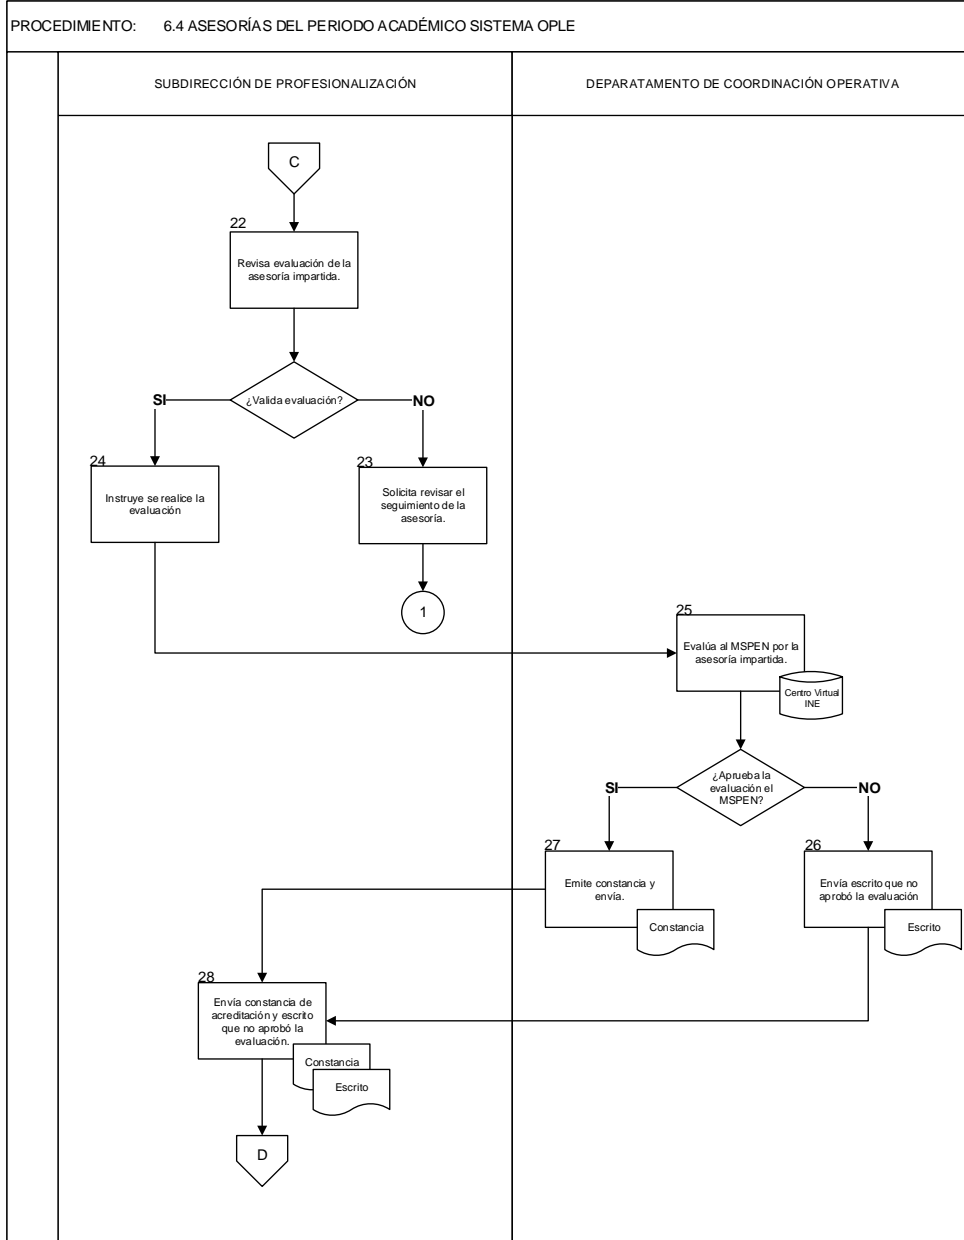 PROCEDIMIENTO: 6.4 ASESORÍAS DEL PERIODO ACADÉMICO SISTEMA OPLE
SUBDIRECCIÓN DE PROFESIONALIZACIÓN
DEPARATAMENTO DE COORDINACIÓN OPERATIVA
C
22
Revisa evaluación de la
asesoría impartida.
¿Valida evaluación?
SI
NO
24
Instruye se realice la
evaluación
23
Solicita revisar el
seguimiento de la
asesoría.
1
25
Evalúa al MSPEN por la
asesoría impartida.
Centro Virtual
INE
¿Aprueba la
evaluación el
MSPEN?
SI
NO
27
Emite constancia y
envía.
Constancia
26
Envía escrito que no
aprobó la evaluación
Escrito
28
Envía constancia de
acreditación y escrito
que no aprobó la
evaluación.
Constancia
Escrito
D